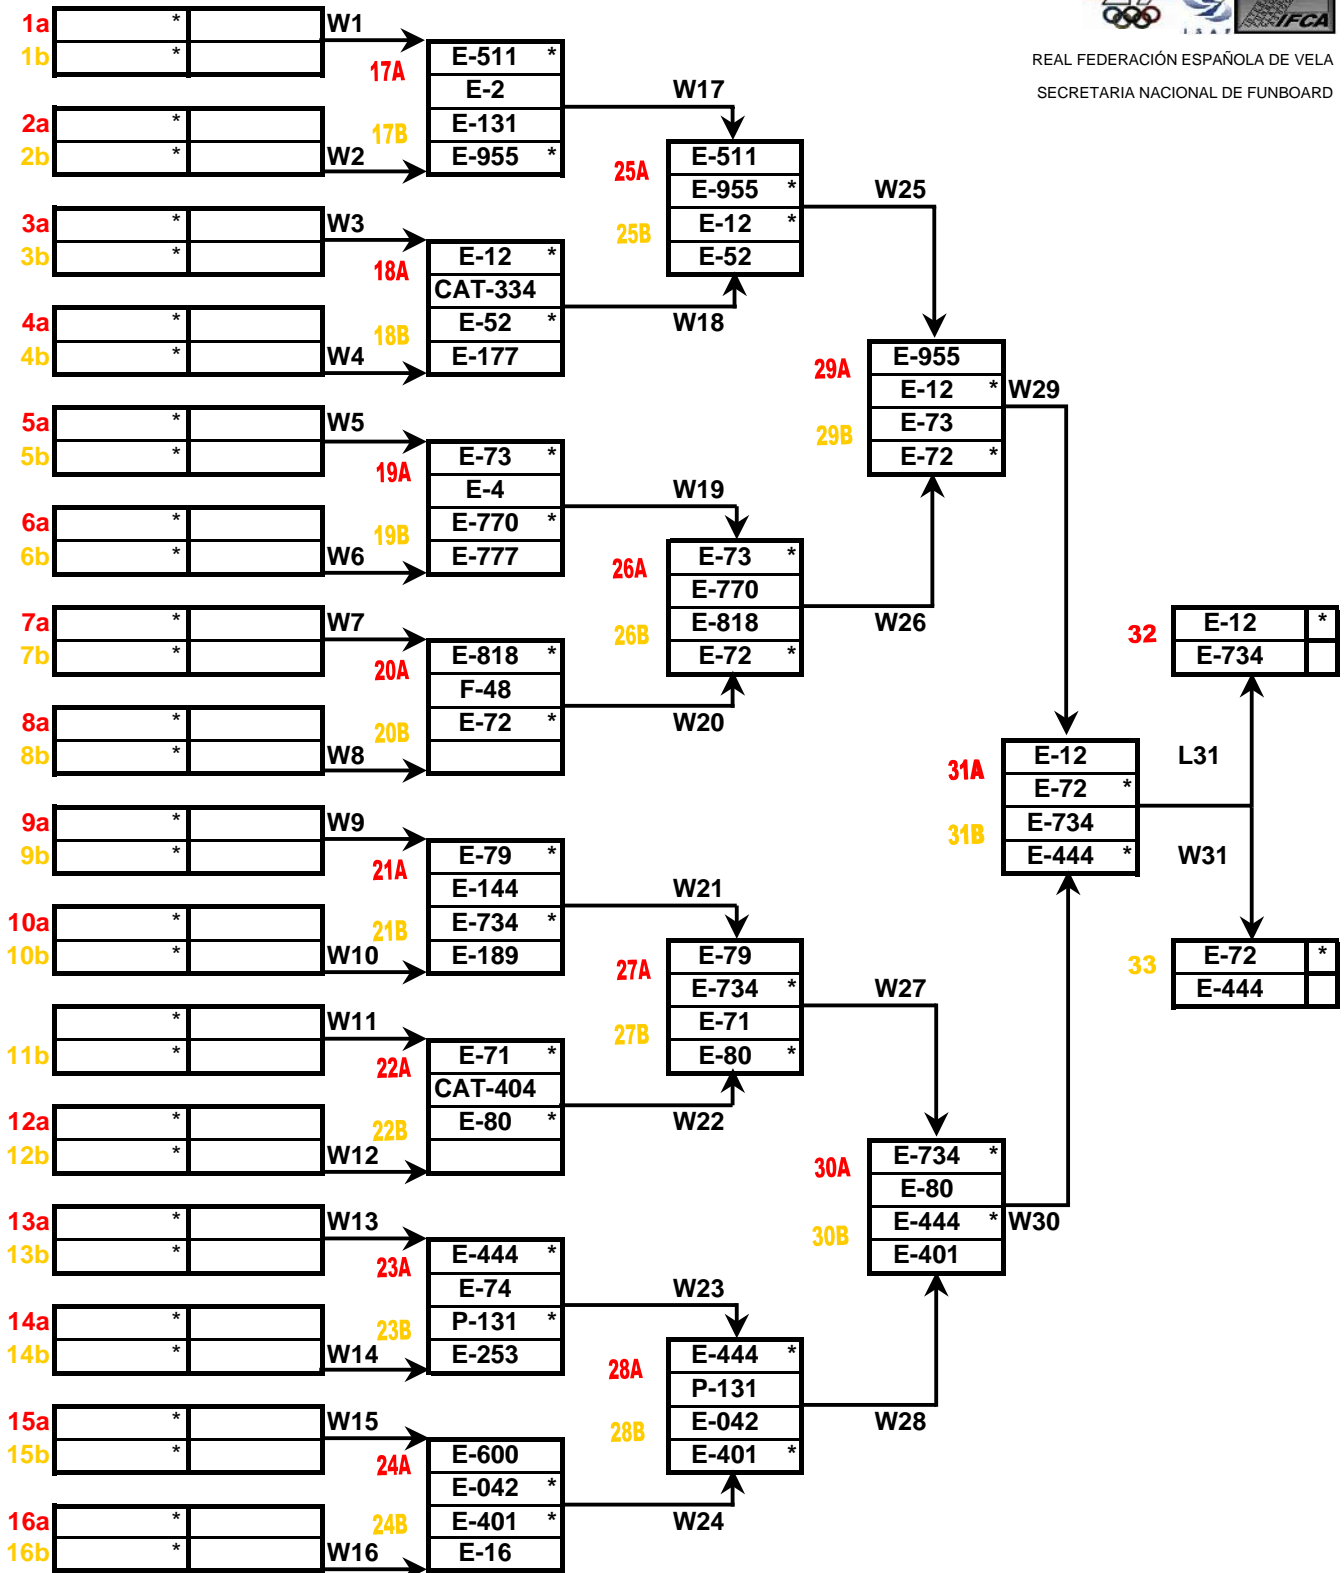 IFCA
REAL FEDERACIÓN ESPAÑOLA DE VELA
SECRETARIA NACIONAL DE FUNBOARD
1a * W1
1b *
2a *
2b * W2
3a * W3
3b *
4a *
4b * W4
5a * W5
5b *
6a *
6b * W6
7a * W7
7b *
8a *
8b * W8
9a * W9
9b *
10a *
10b * W10
* W11
11b *
12a *
12b * W12
13a * W13
13b *
14a *
14b * W14
15a * W15
15b *
16a *
16b * W16
17A
17B
E-511 *
E-2
E-131
E-955 *
W17
18A
18B
E-12 *
CAT-334
E-52 *
E-177
W18
19A
19B
E-73 *
E-4
E-770 *
E-777
W19
20A
20B
E-818 *
F-48
E-72 *
W20
21A
21B
E-79 *
E-144
E-734 *
E-189
W21
22A
22B
E-71 *
CAT-404
E-80 *
W22
23A
23B
E-444 *
E-74
P-131 *
E-253
W23
24A
24B
E-600
E-042 *
E-401 *
E-16
W24
25A
25B
E-511
E-955 *
E-12 *
E-52
W25
26A
26B
E-73 *
E-770
E-818
E-72 *
W26
27A
27B
E-79
E-734 *
E-71
E-80 *
W27
28A
28B
E-444 *
P-131
E-042
E-401 *
W28
29A
29B
E-955
E-12 *
E-73
E-72 *
W29
30A
30B
E-734 *
E-80
E-444 *
E-401
W30
31A
31B
E-12
E-72 *
E-734
E-444 *
L31
W31
32
E-12 *
E-734
33
E-72 *
E-444